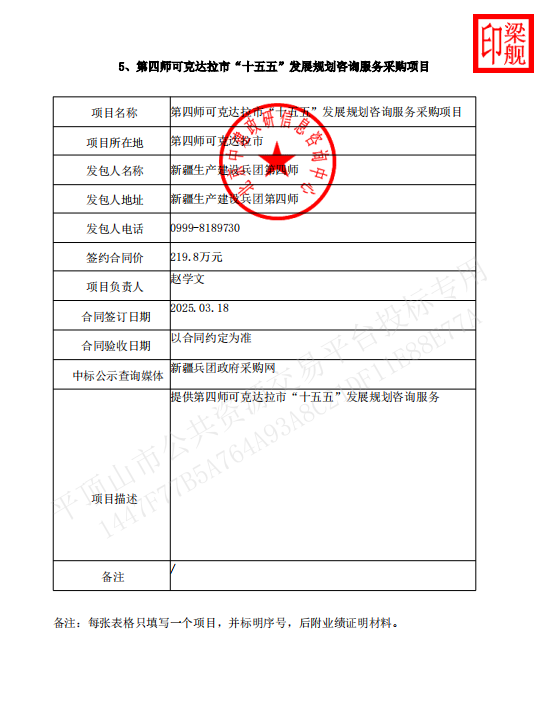 梁舰印
5、第四师可克达拉市“十五五”发展规划咨询服务采购项目
项目名称 第四师可克达拉市“十五五”发展规划咨询服务采购项目
项目所在地 第四师可克达拉市
发包人名称 新疆生产建设兵团第四师
发包人地址 新疆生产建设兵团第四师
发包人电话 0999-8189730
签约合同价 219.8万元
项目负责人 赵学文
合同签订日期 2025.03.18
合同验收日期 以合同约定为准
中标公示查询媒体 新疆兵团政府采购网
项目描述 提供第四师可克达拉市“十五五”发展规划咨询服务
备注 /
备注：每张表格只填写一个项目，并标明序号，后附业绩证明材料。
平顶山市公共资源交易平台投标专用